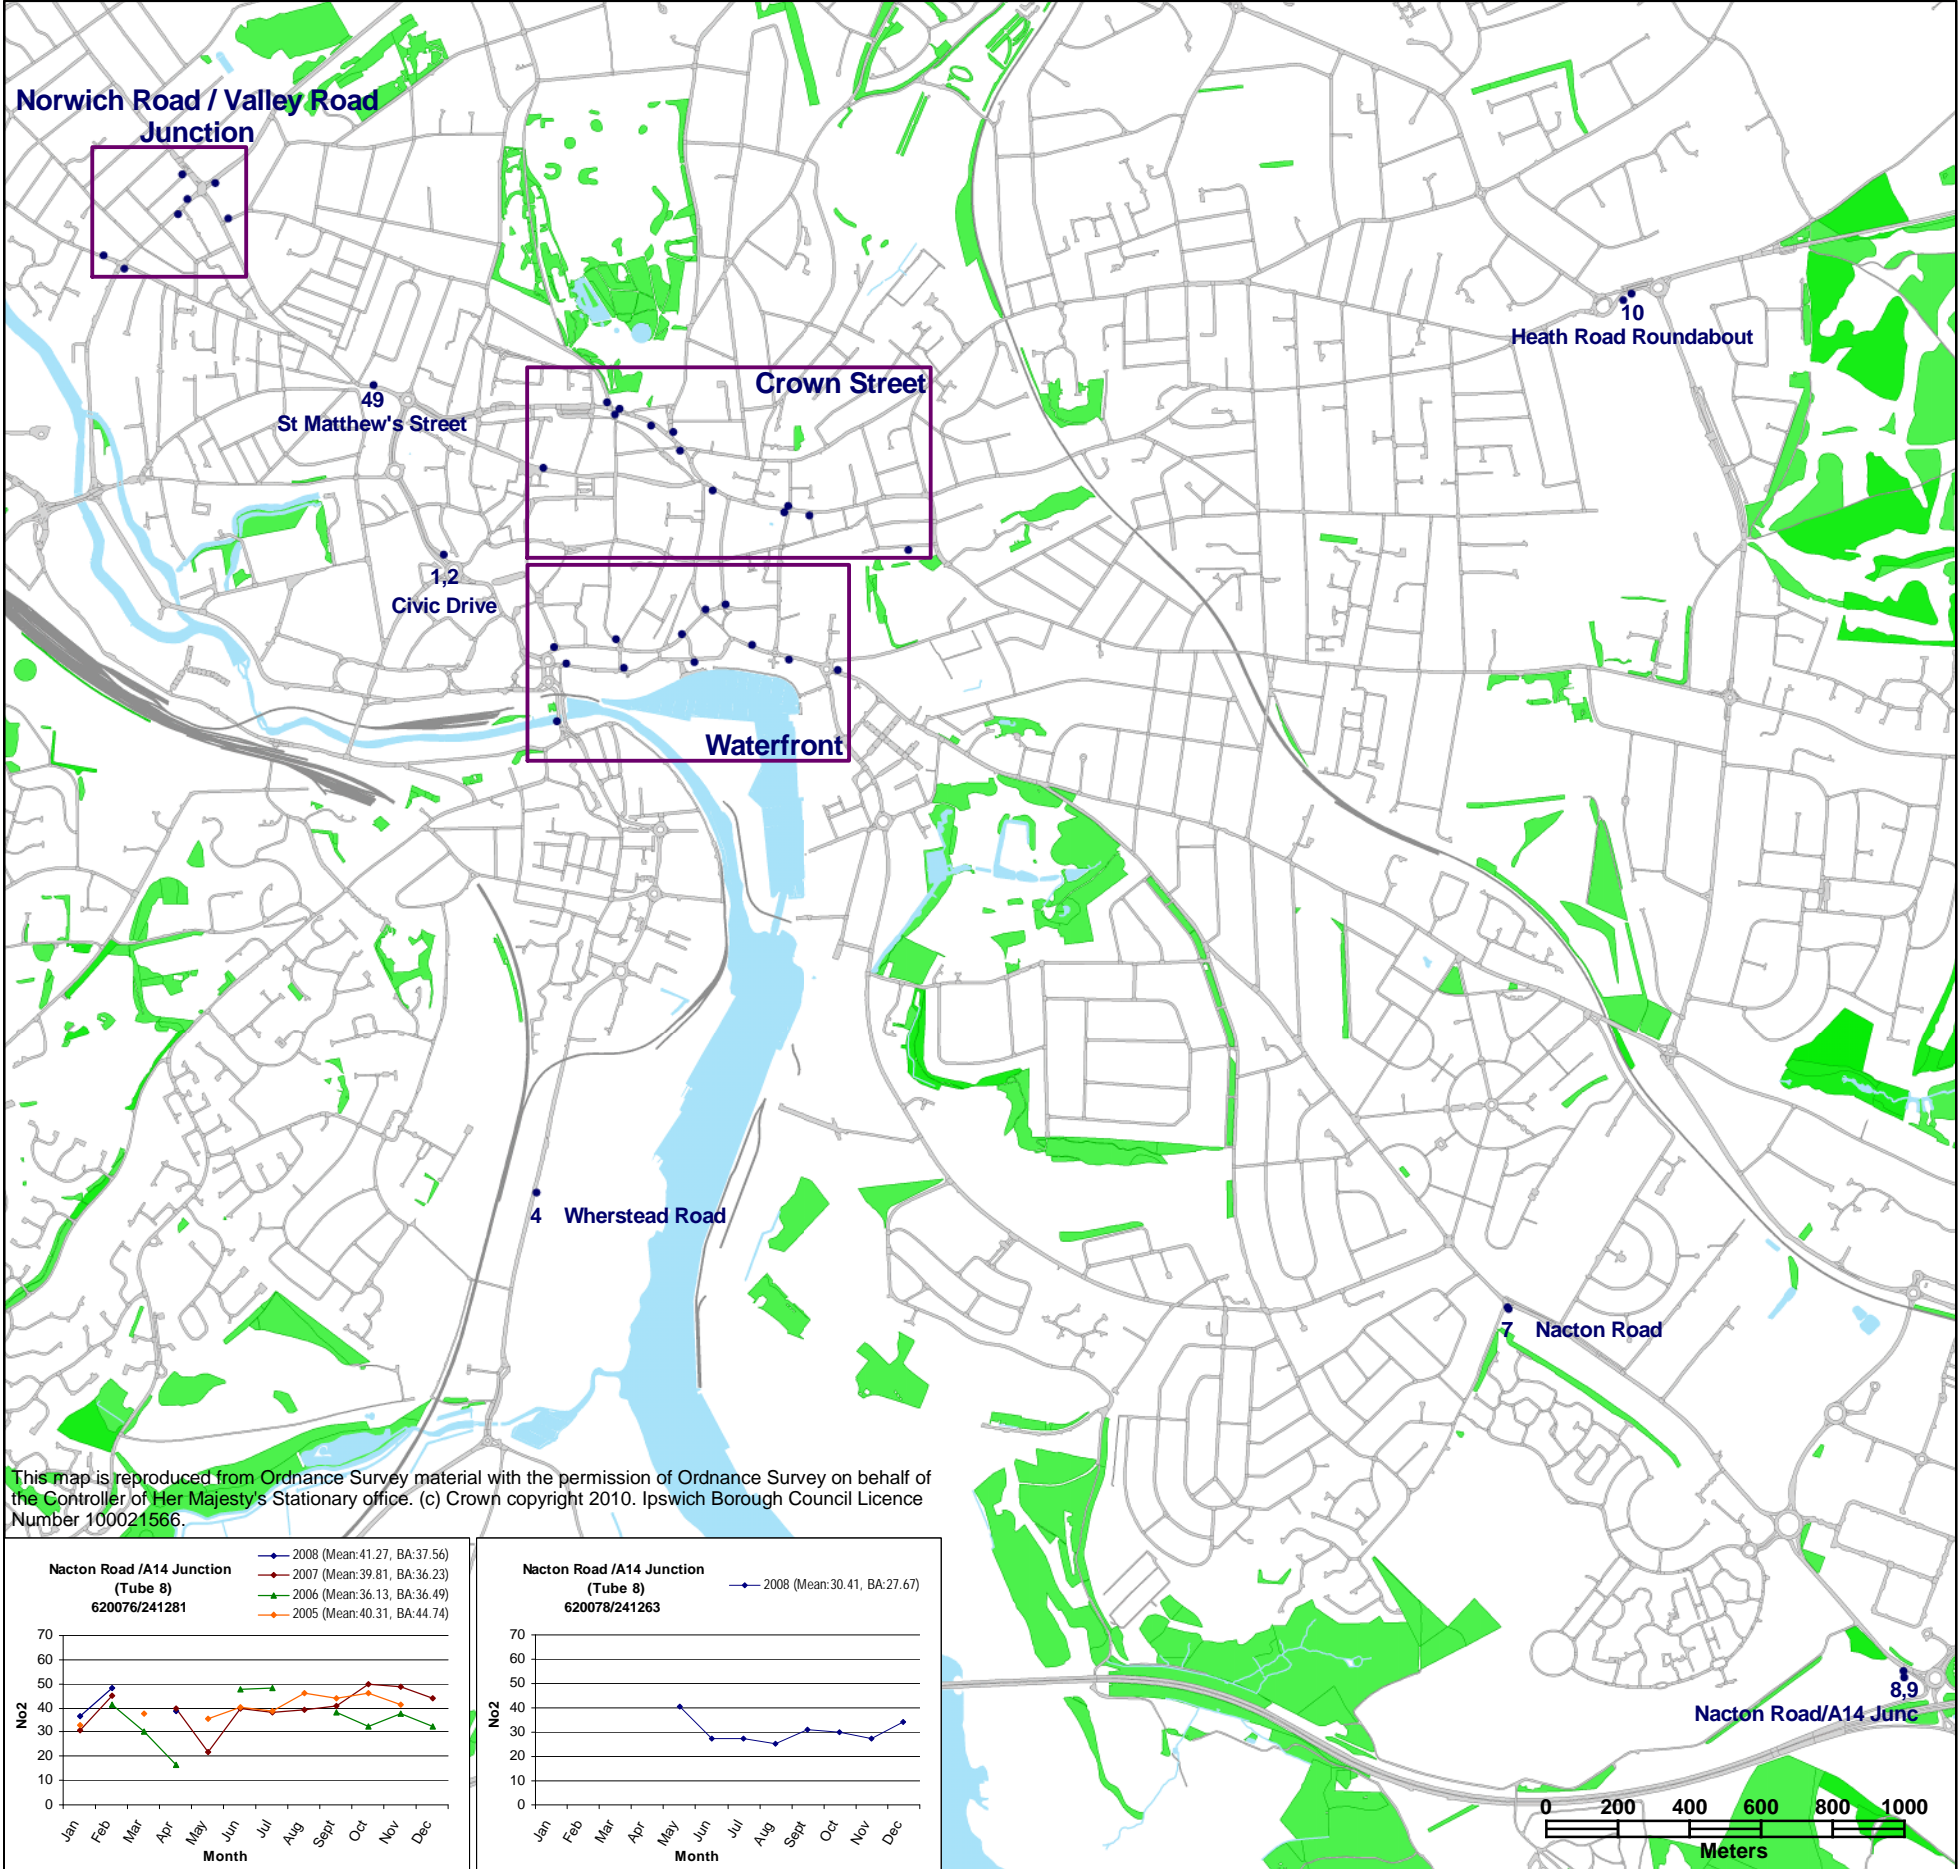 Norwich Road / Valley Road
Junction
10
Heath Road Roundabout
Crown Street
49
St Matthew's Street
1,2
Civic Drive
Waterfront
4 Wherstead Road
7 Nacton Road
8,9
Nacton Road/A14 Junc
This map is reproduced from Ordnance Survey material with the permission of Ordnance Survey on behalf of
the Controller of Her Majesty's Stationary office. (c) Crown copyright 2010. Ipswich Borough Council Licence
Number 100021566.
Nacton Road /A14 Junction
(Tube 8)
620076/241281
2008 (Mean:41.27, BA:37.56)
2007 (Mean:39.81, BA:36.23)
2006 (Mean:36.13, BA:36.49)
2005 (Mean:40.31, BA:44.74)
70
60
50
40
30
20
10
0
No2
Jan Feb Mar Apr May Jun Jul Aug Sept Oct Nov Dec
Month
Nacton Road /A14 Junction
(Tube 8)
620078/241263
2008 (Mean:30.41, BA:27.67)
70
60
50
40
30
20
10
0
No2
Jan Feb Mar Apr May Jun Jul Aug Sept Oct Nov Dec
Month
0 200 400 600 800 1000
Meters